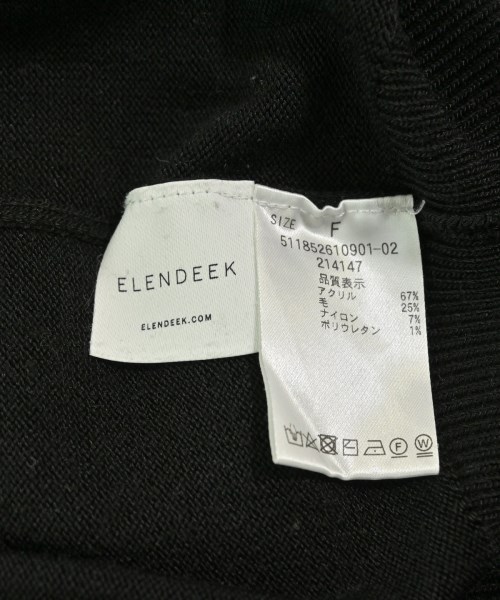 ELENDEEK
ELENDEEK.COM
SIZE F
511852610901-02
214147
品質表示
アクリル 67%
毛 25%
ナイロン 7%
ポリウレタン 1%
F W